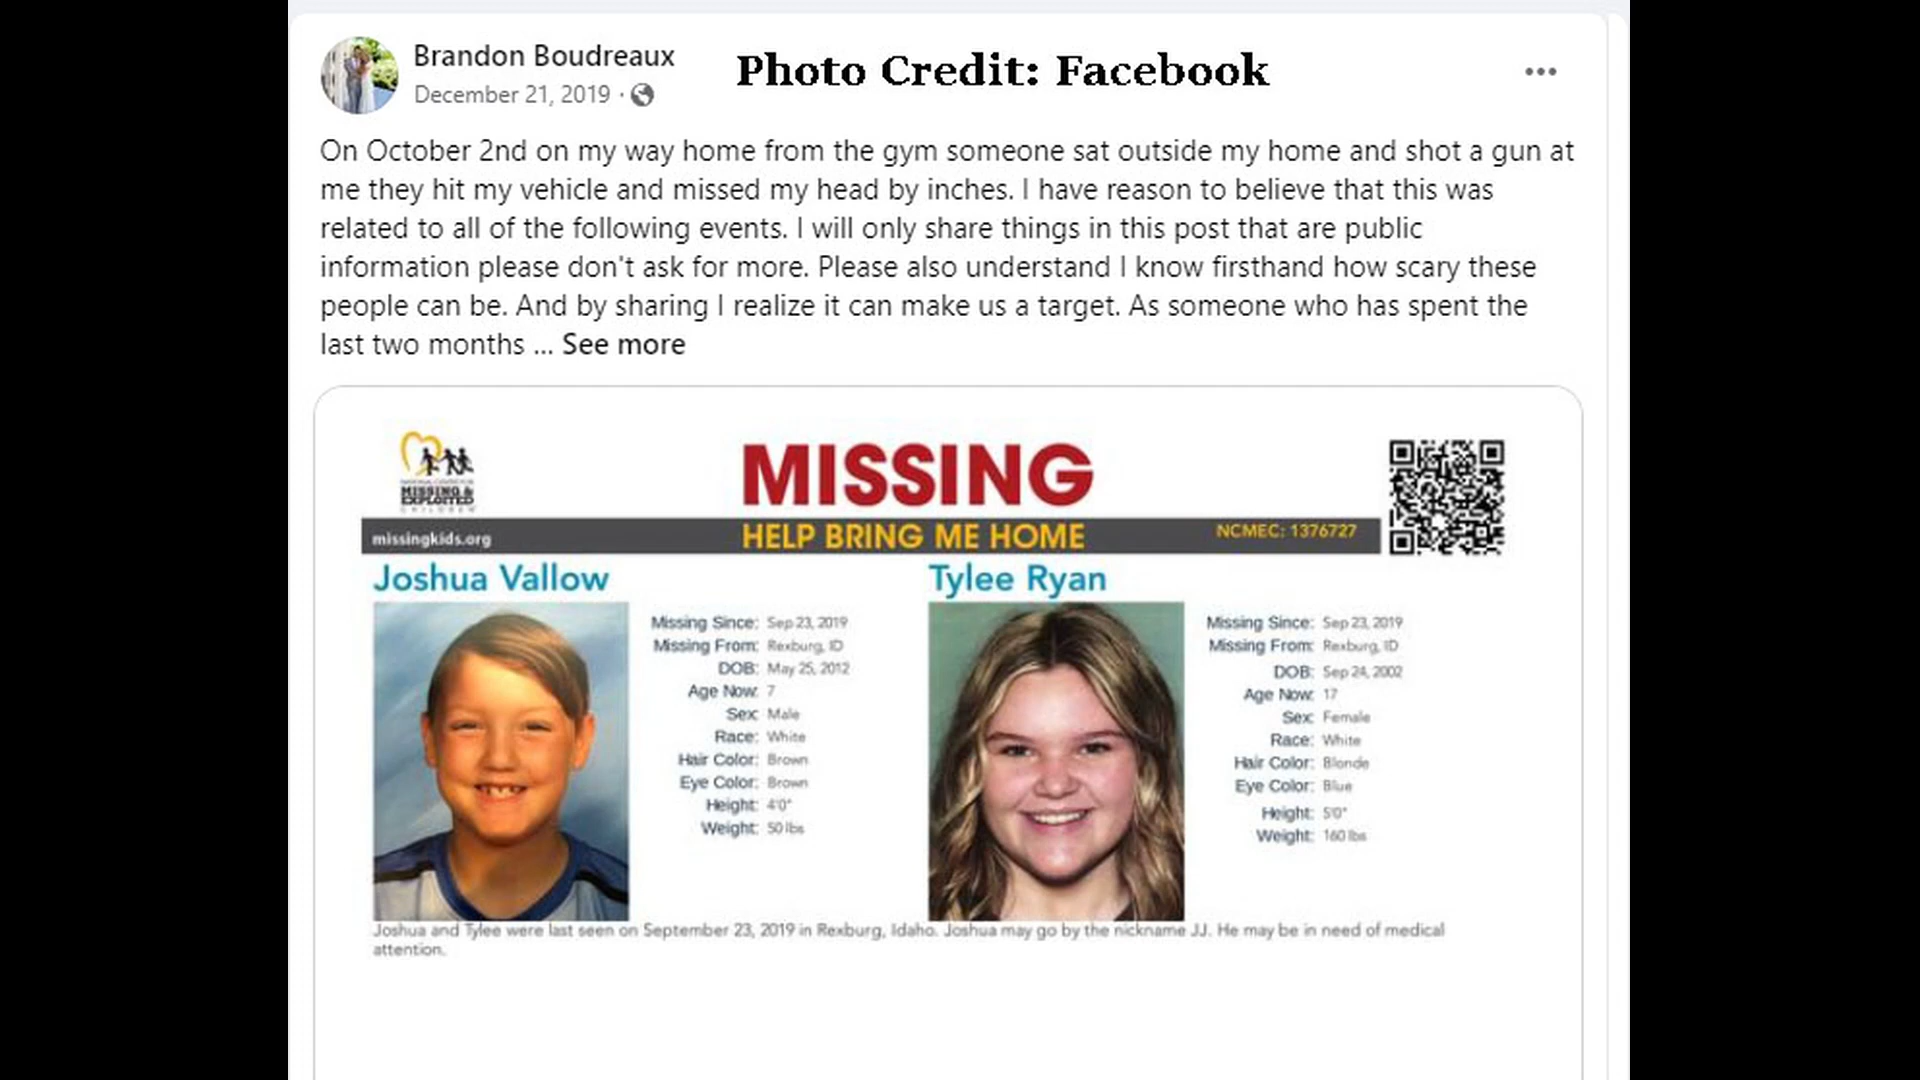 Brandon Boudreaux
December 21, 2019 ·
Photo Credit: Facebook
On October 2nd on my way home from the gym someone sat outside my home and shot a gun at
me they hit my vehicle and missed my head by inches. I have reason to believe that this was
related to all of the following events. I will only share things in this post that are public
information please don't ask for more. Please also understand I know firsthand how scary these
people can be. And by sharing I realize it can make us a target. As someone who has spent the
last two months ... See more
NATIONAL CENTER FOR
MISSING &
EXPLOITED
CHILDREN
MISSING
missingkids.org
HELP BRING ME HOME
NCMEC: 1376727
Joshua Vallow
Missing Since: Sep 23, 2019
Missing From: Rexburg, ID
DOB: May 25, 2012
Age Now: 7
Sex: Male
Race: White
Hair Color: Brown
Eye Color: Brown
Height: 4'0"
Weight: 50 lbs
Tylee Ryan
Missing Since: Sep 23, 2019
Missing From: Rexburg, ID
DOB: Sep 24, 2002
Age Now: 17
Sex: Female
Race: White
Hair Color: Blonde
Eye Color: Blue
Height: 5'0"
Weight: 160 lbs
Joshua and Tylee were last seen on September 23, 2019 in Rexburg, Idaho. Joshua may go by the nickname JJ. He may be in need of medical
attention.